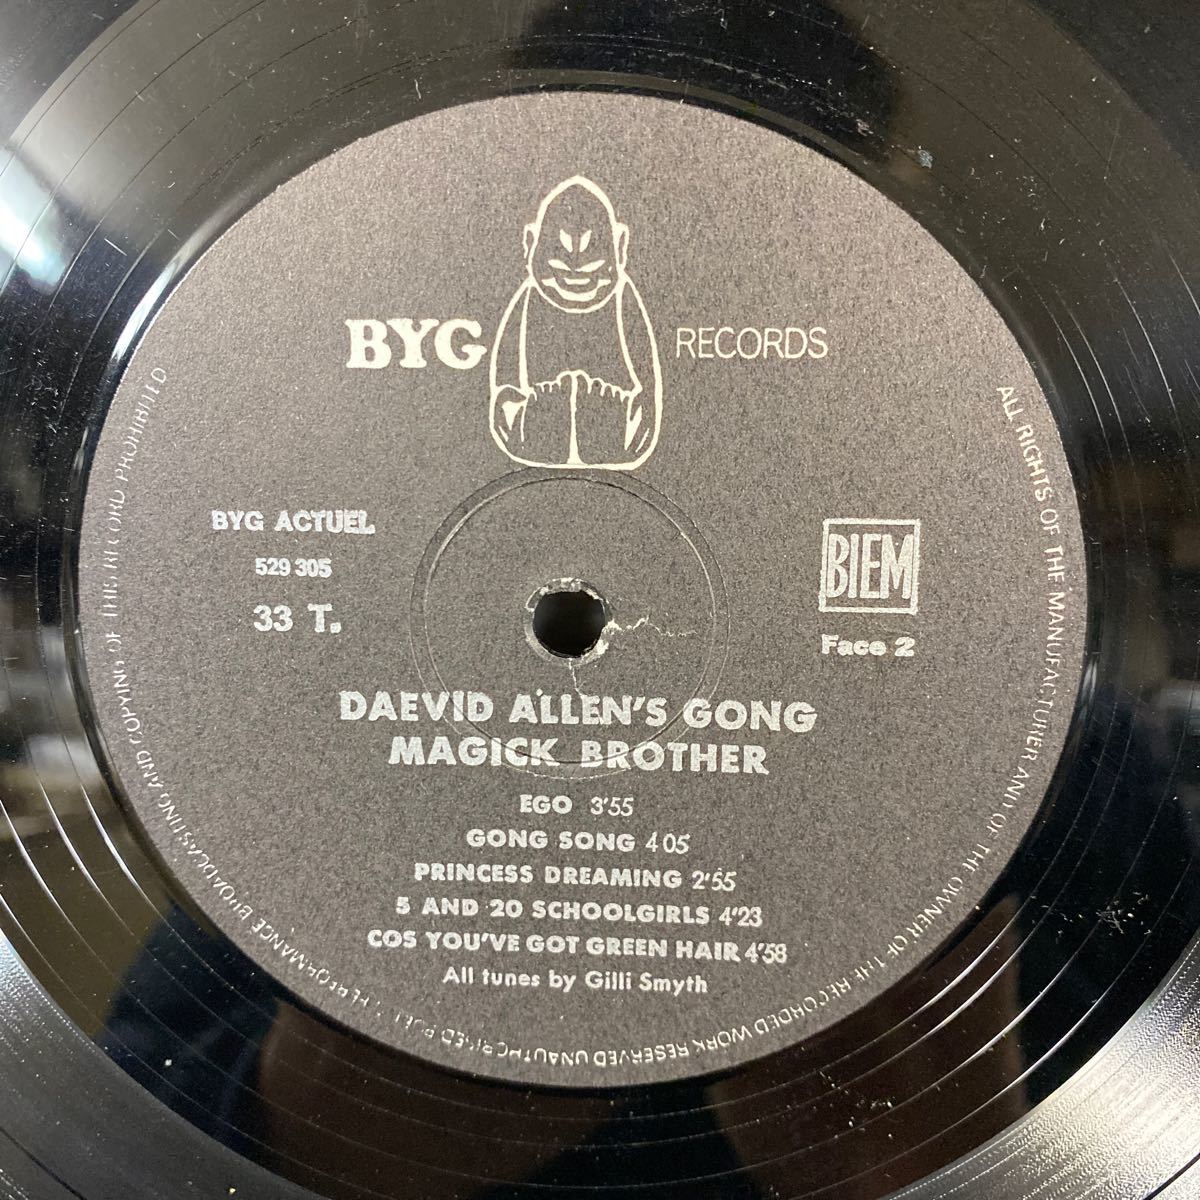 BYG RECORDS
BYG ACTUEL
529 305
33 T.
BIEM
Face 2
DAEVID ALLEN'S GONG
MAGICK BROTHER
EGO 3'55
GONG SONG 4 05
PRINCESS DREAMING 2'55
5 AND 20 SCHOOLGIRLS 4'23
COS YOU'VE GOT GREEN HAIR 4'58
All tunes by Gilli Smyth
ALL RIGHTS OF THE MANUFACTURER AND OF THE OWNER OF THE RECORDED WORK RESERVED UNAUTHORISED PUBLIC PERFORMANCE BROADCASTING AND COPYING OF THIS RECORD PROHIBITED